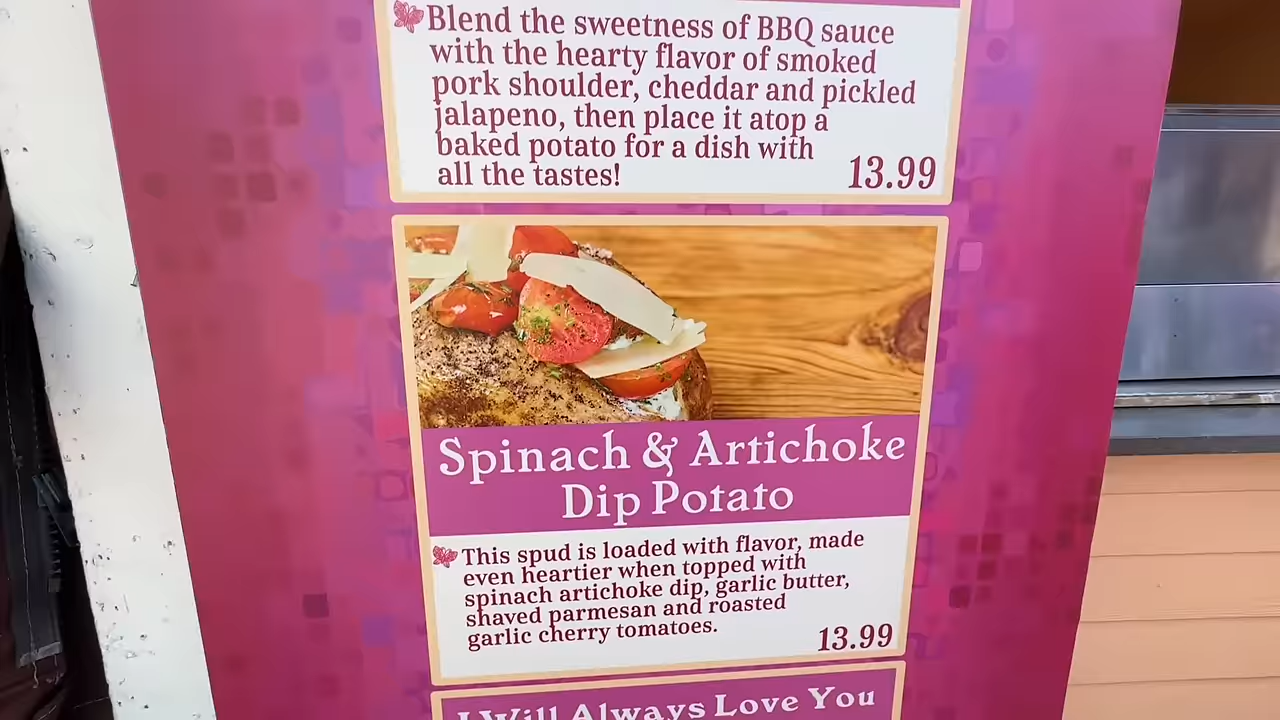 Blend the sweetness of BBQ sauce
with the hearty flavor of smoked
pork shoulder, cheddar and pickled
jalapeno, then place it atop a
baked potato for a dish with
all the tastes!
13.99
Spinach & Artichoke
Dip Potato
This spud is loaded with flavor, made
even heartier when topped with
spinach artichoke dip, garlic butter,
shaved parmesan and roasted
garlic cherry tomatoes.
13.99
I Will Always Love You